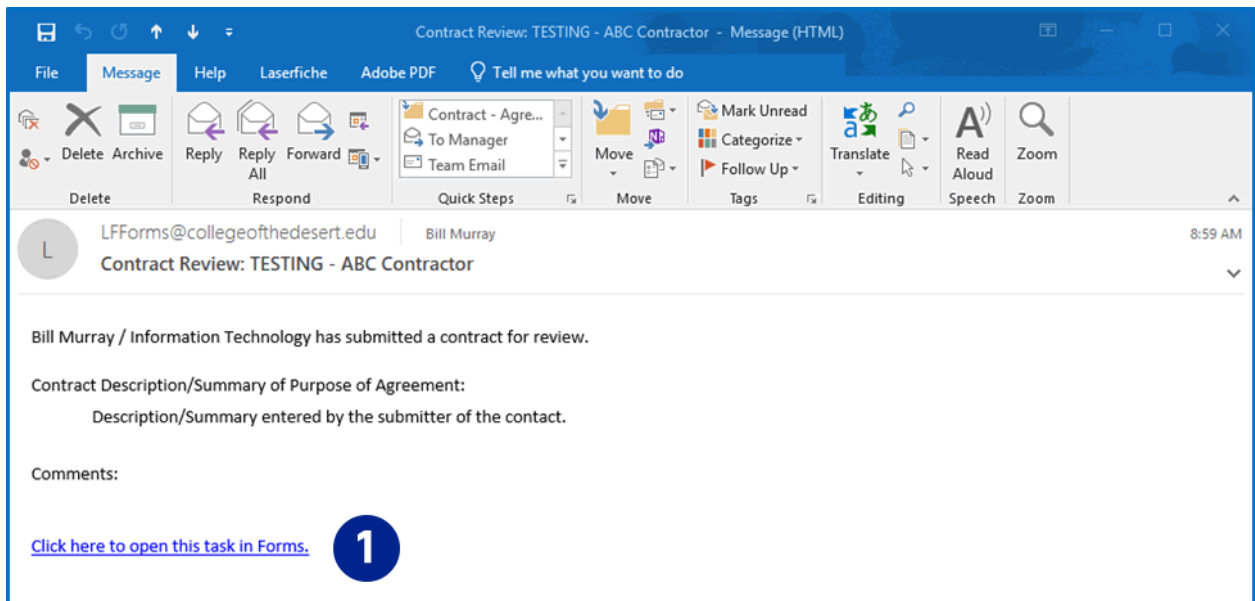 Contract Review: TESTING - ABC Contractor - Message (HTML)
File Message Help Laserfiche Adobe PDF Tell me what you want to do
Delete Archive Reply Reply All Forward
Contract - Agre...
To Manager
Team Email
Move
Mark Unread
Categorize
Follow Up
Translate
Read Aloud
Zoom
Delete Respond Quick Steps Move Tags Editing Speech Zoom
L
LFForms@collegeofthedesert.edu Bill Murray 8:59 AM
Contract Review: TESTING - ABC Contractor
Bill Murray / Information Technology has submitted a contract for review.
Contract Description/Summary of Purpose of Agreement:
Description/Summary entered by the submitter of the contact.
Comments:
Click here to open this task in Forms. 1